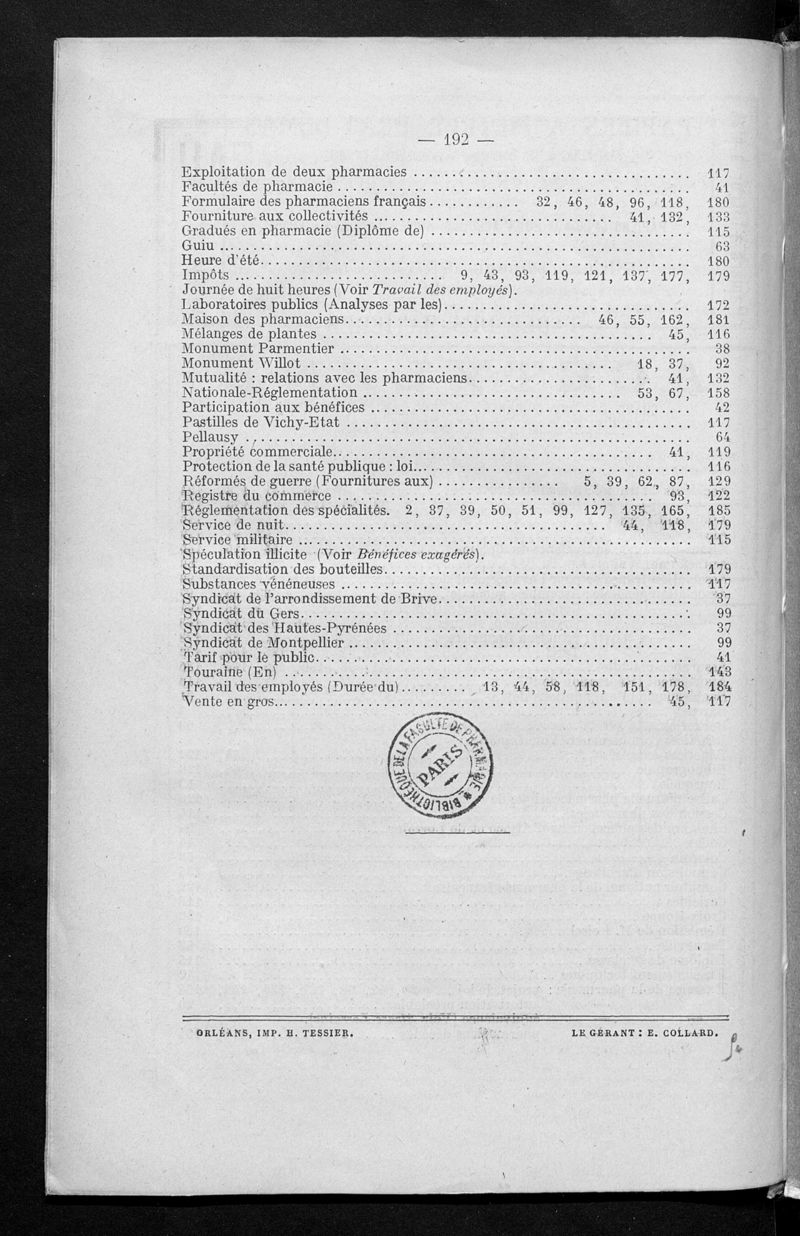 — 192 —
Exploitation de deux pharmacies .................................... 117
Facultés de pharmacie .................................... 41
Formulaire des pharmaciens français ............ 32, 46, 48, 96, 118, 180
Fourniture aux collectivités .................................... 41, 132, 133
Gradués en pharmacie (Diplôme de) .................................... 115
Guiu .................................... 63
Heure d'été .................................... 180
Impôts ............................ 9, 43, 93, 119, 121, 137, 177, 179
Journée de huit heures (Voir Travail des employés).
Laboratoires publics (Analyses par les) .................................... 172
Maison des pharmaciens ............................ 46, 55, 162, 181
Mélanges de plantes .................................... 45, 116
Monument Parmentier .................................... 38
Monument Willot .................................... 18, 37, 92
Mutualité : relations avec les pharmaciens ........................ 41, 132
Nationale-Réglementation ............................ 53, 67, 158
Participation aux bénéfices .................................... 42
Pastilles de Vichy-Etat .................................... 117
Pellausy .................................... 64
Propriété commerciale .................................... 41, 119
Protection de la santé publique : loi .................................... 116
Réformés de guerre (Fournitures aux) ................ 5, 39, 62, 87, 129
Registre du commerce .................................... 93, 122
Réglementation des spécialités. 2, 37, 39, 50, 51, 99, 127, 135, 165, 185
Service de nuit .................................... 44, 118, 179
Service militaire .................................... 115
Spéculation illicite (Voir Bénéfices exagérés).
Standardisation des bouteilles .................................... 179
Substances vénéneuses .................................... 117
Syndicat de l'arrondissement de Brive .................................... 37
Syndicat du Gers .................................... 99
Syndicat des Hautes-Pyrénées .................................... 37
Syndicat de Montpellier .................................... 99
Tarif pour le public .................................... 41
Touraine (En) .................................... 143
Travail des employés (Durée du) ......... 13, 44, 58, 118, 151, 178, 184
Vente en gros .................................... 45, 117
BIBLIOTHÈQUE DE LA FACULTÉ DE PHARMACIE
PARIS
ORLÉANS, IMP. H. TESSIER. LE GÉRANT : E. COLLARD.